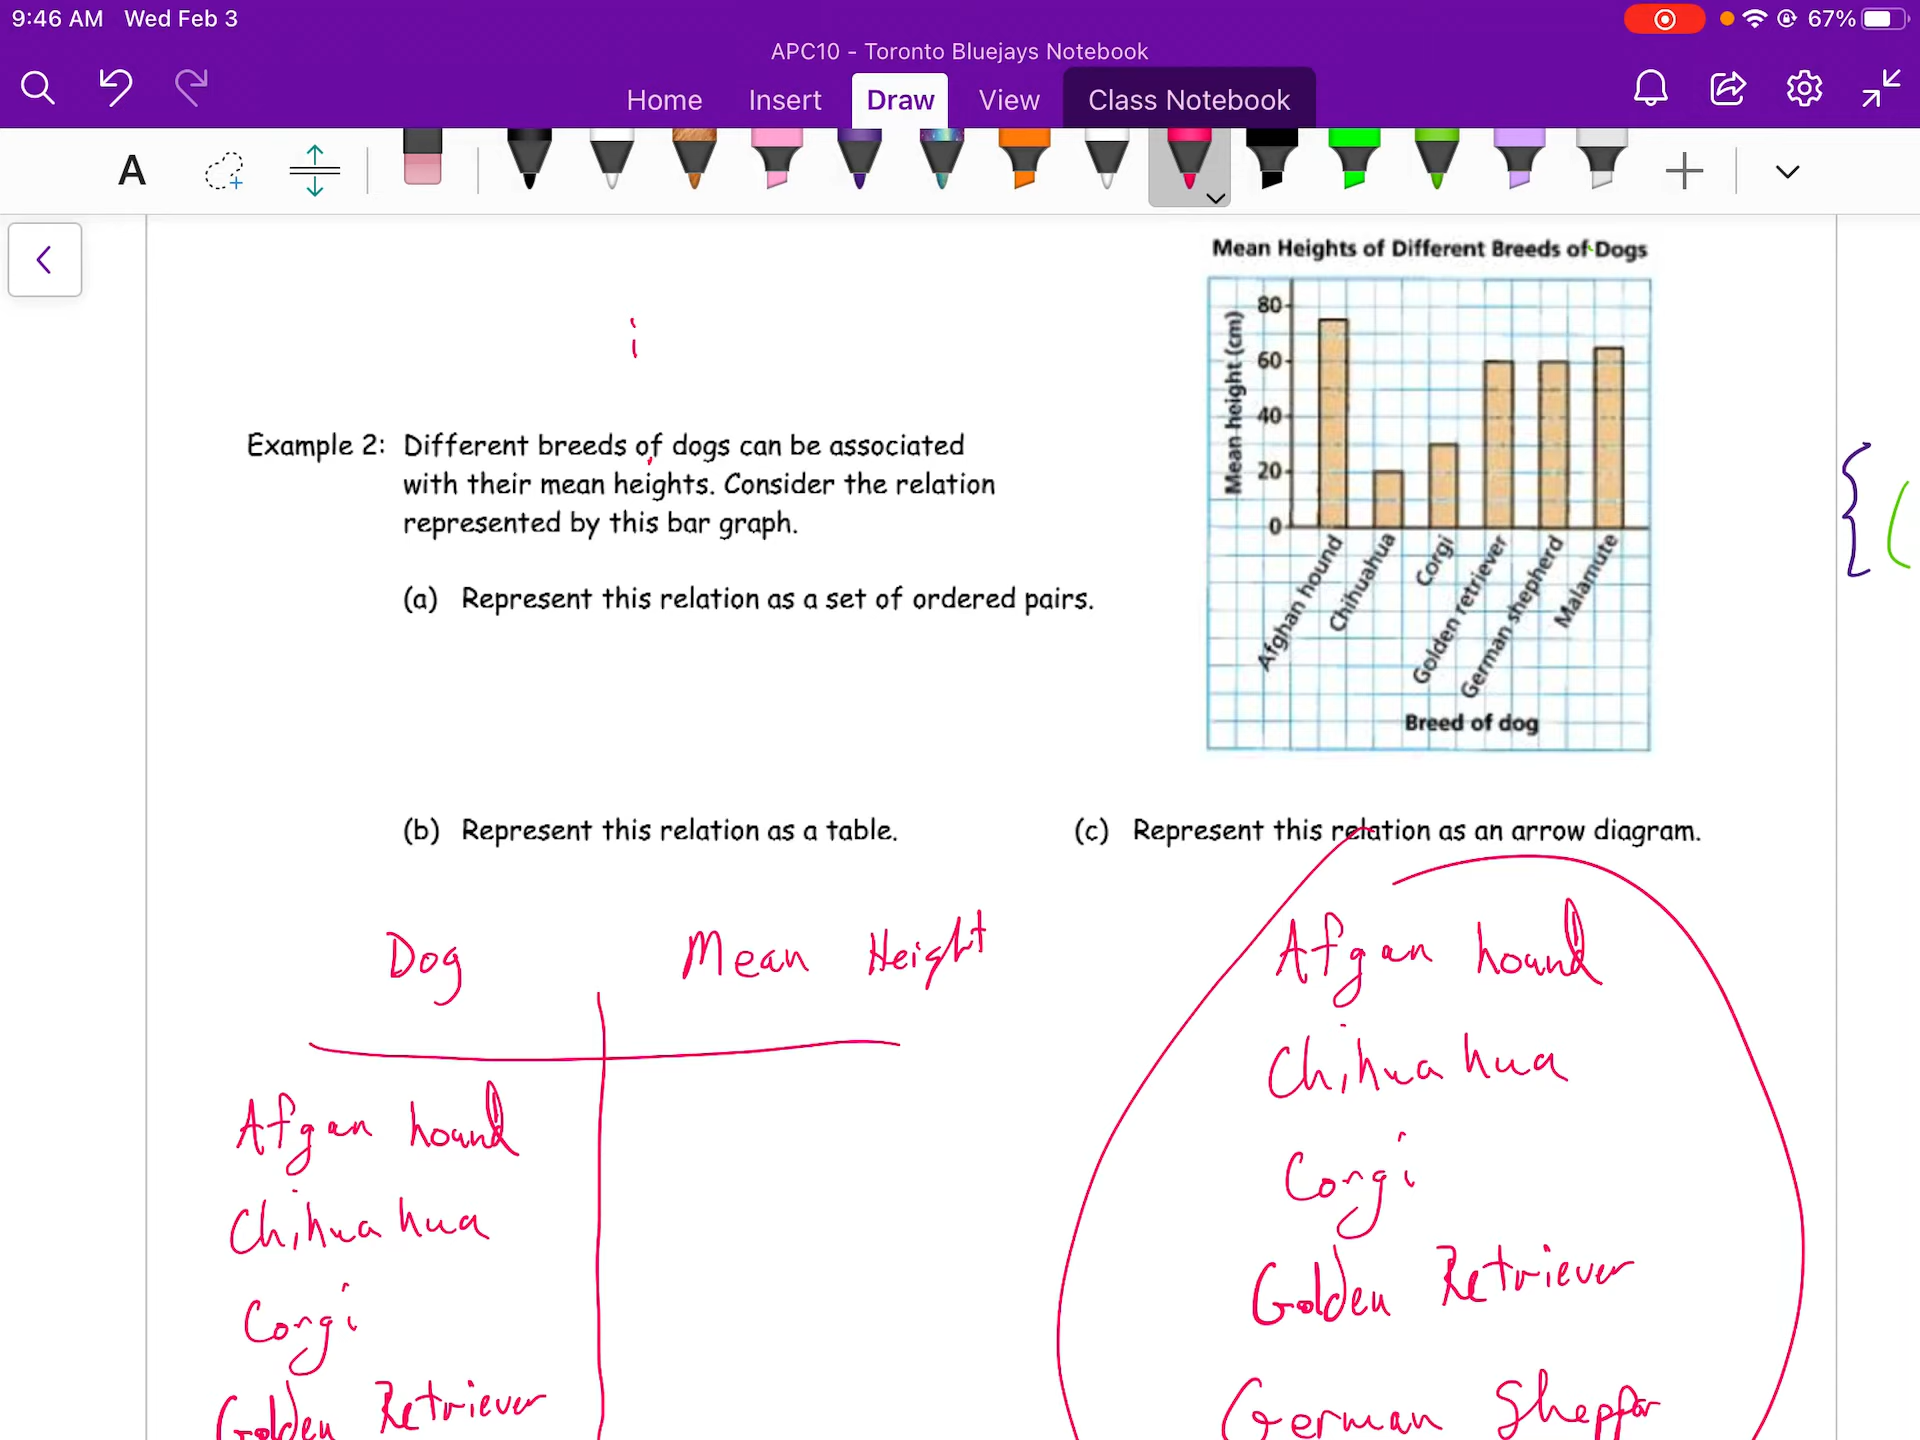 9:46 AM Wed Feb 3
67%
APC10 - Toronto Bluejays Notebook
Home Insert Draw View Class Notebook
A
Mean Heights of Different Breeds of Dogs
Mean height (cm)
80
60
40
20
0
Afghan hound
Chihuahua
Corgi
Golden retriever
German shepherd
Malamute
Breed of dog
Example 2: Different breeds of dogs can be associated
with their mean heights. Consider the relation
represented by this bar graph.
(a) Represent this relation as a set of ordered pairs.
{ (
(b) Represent this relation as a table.
(c) Represent this relation as an arrow diagram.
Dog Mean Height
Afgan hound
Chihuahua
Corgi
Golden Retriever
Afgan hound
Chihuahua
Corgi
Golden Retriever
German Sheppar